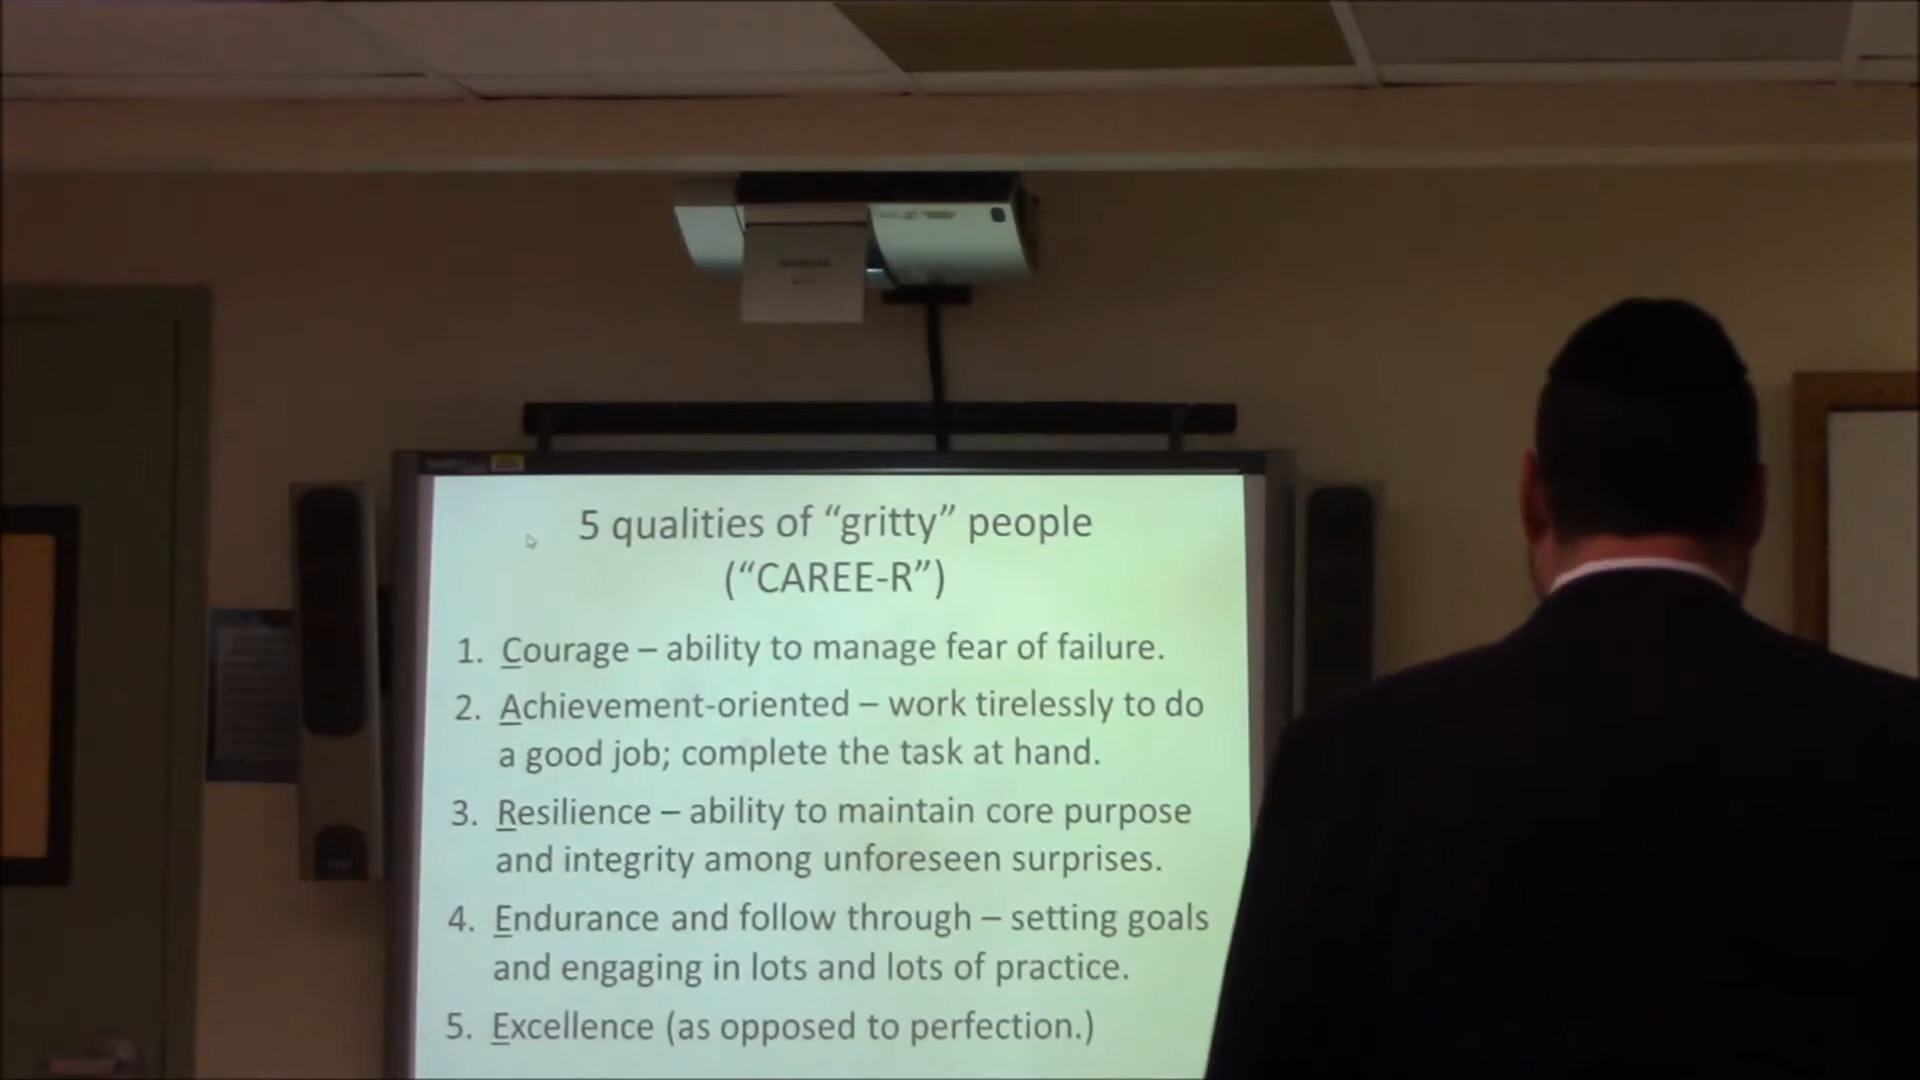 5 qualities of “gritty” people
(“CAREE-R”)
1. Courage – ability to manage fear of failure.
2. Achievement-oriented – work tirelessly to do
a good job; complete the task at hand.
3. Resilience – ability to maintain core purpose
and integrity among unforeseen surprises.
4. Endurance and follow through – setting goals
and engaging in lots and lots of practice.
5. Excellence (as opposed to perfection.)